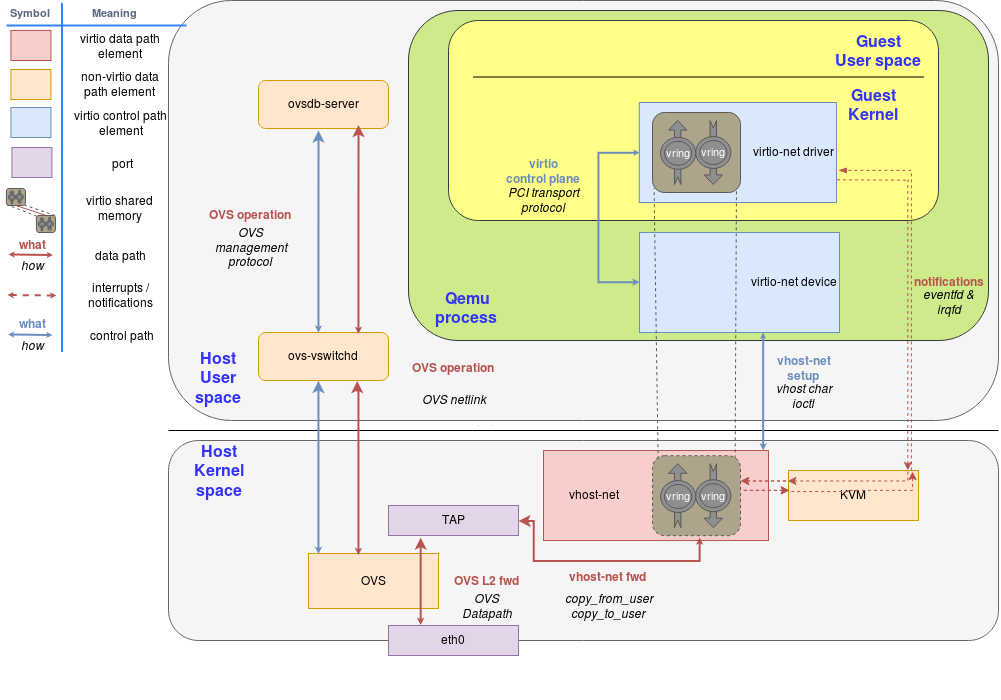 Symbol
Meaning
virtio data path
element
non-virtio data
path element
virtio control path
element
port
virtio shared
memory
what
how
data path
interrupts /
notifications
what
how
control path
Guest
User space
Guest
Kernel
vring
vring
virtio-net driver
virtio
control plane
PCI transport
protocol
virtio-net device
Qemu
process
notifications
eventfd &
irqfd
ovsdb-server
OVS operation
OVS
management
protocol
ovs-vswitchd
Host
User
space
OVS operation
OVS netlink
vhost-net
setup
vhost char
ioctl
Host
Kernel
space
vhost-net
vring
vring
KVM
TAP
OVS
OVS L2 fwd
OVS
Datapath
vhost-net fwd
copy_from_user
copy_to_user
eth0